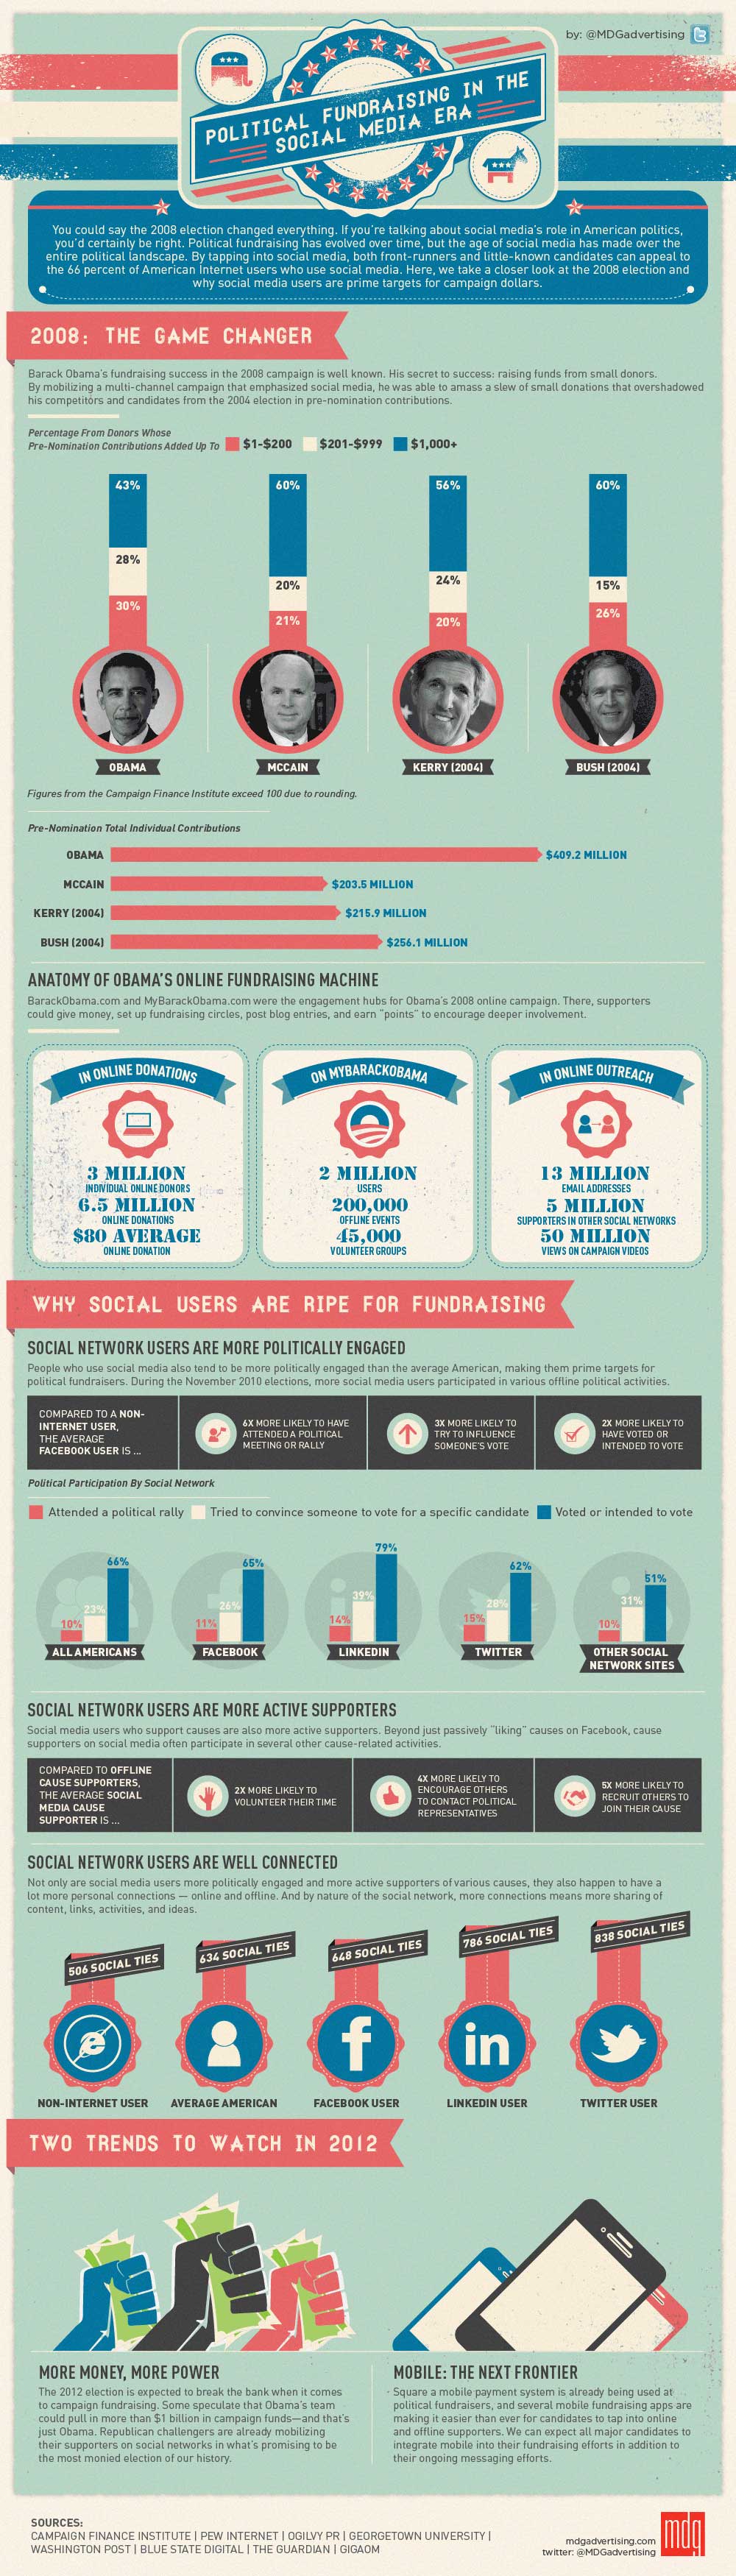 by: @MDGadvertising
POLITICAL FUNDRAISING IN THE
SOCIAL MEDIA ERA
You could say the 2008 election changed everything. If you're talking about social media's role in American politics,
you'd certainly be right. Political fundraising has evolved over time, but the age of social media has made over the
entire political landscape. By tapping into social media, both front-runners and little-known candidates can appeal to
the 66 percent of American Internet users who use social media. Here, we take a closer look at the 2008 election and
why social media users are prime targets for campaign dollars.
2008: THE GAME CHANGER
Barack Obama's fundraising success in the 2008 campaign is well known. His secret to success: raising funds from small donors.
By mobilizing a multi-channel campaign that emphasized social media, he was able to amass a slew of small donations that overshadowed
his competitors and candidates from the 2004 election in pre-nomination contributions.
Percentage From Donors Whose
Pre-Nomination Contributions Added Up To $1-$200 $201-$999 $1,000+
43% 60% 56% 60%
28% 20% 24% 15%
30% 21% 20% 26%
OBAMA MCCAIN KERRY (2004) BUSH (2004)
Figures from the Campaign Finance Institute exceed 100 due to rounding.
Pre-Nomination Total Individual Contributions
OBAMA $409.2 MILLION
MCCAIN $203.5 MILLION
KERRY (2004) $215.9 MILLION
BUSH (2004) $256.1 MILLION
ANATOMY OF OBAMA'S ONLINE FUNDRAISING MACHINE
BarackObama.com and MyBarackObama.com were the engagement hubs for Obama's 2008 online campaign. There, supporters
could give money, set up fundraising circles, post blog entries, and earn "points" to encourage deeper involvement.
IN ONLINE DONATIONS
3 MILLION
INDIVIDUAL ONLINE DONORS
6.5 MILLION
ONLINE DONATIONS
$80 AVERAGE
ONLINE DONATION
ON MYBARACKOBAMA
2 MILLION
USERS
200,000
OFFLINE EVENTS
45,000
VOLUNTEER GROUPS
IN ONLINE OUTREACH
13 MILLION
EMAIL ADDRESSES
5 MILLION
SUPPORTERS IN OTHER SOCIAL NETWORKS
50 MILLION
VIEWS ON CAMPAIGN VIDEOS
WHY SOCIAL USERS ARE RIPE FOR FUNDRAISING
SOCIAL NETWORK USERS ARE MORE POLITICALLY ENGAGED
People who use social media also tend to be more politically engaged than the average American, making them prime targets for
political fundraisers. During the November 2010 elections, more social media users participated in various offline political activities.
COMPARED TO A NON-
INTERNET USER,
THE AVERAGE
FACEBOOK USER IS ...
6X MORE LIKELY TO HAVE
ATTENDED A POLITICAL
MEETING OR RALLY
3X MORE LIKELY TO
TRY TO INFLUENCE
SOMEONE'S VOTE
2X MORE LIKELY TO
HAVE VOTED OR
INTENDED TO VOTE
Political Participation By Social Network
Attended a political rally Tried to convince someone to vote for a specific candidate Voted or intended to vote
10% 23% 66%
ALL AMERICANS
11% 26% 65%
FACEBOOK
14% 39% 79%
LINKEDIN
15% 28% 62%
TWITTER
10% 31% 51%
OTHER SOCIAL
NETWORK SITES
SOCIAL NETWORK USERS ARE MORE ACTIVE SUPPORTERS
Social media users who support causes are also more active supporters. Beyond just passively "liking" causes on Facebook, cause
supporters on social media often participate in several other cause-related activities.
COMPARED TO OFFLINE
CAUSE SUPPORTERS,
THE AVERAGE SOCIAL
MEDIA CAUSE
SUPPORTER IS ...
2X MORE LIKELY TO
VOLUNTEER THEIR TIME
4X MORE LIKELY TO
ENCOURAGE OTHERS
TO CONTACT POLITICAL
REPRESENTATIVES
5X MORE LIKELY TO
RECRUIT OTHERS TO
JOIN THEIR CAUSE
SOCIAL NETWORK USERS ARE WELL CONNECTED
Not only are social media users more politically engaged and more active supporters of various causes, they also happen to have a
lot more personal connections — online and offline. And by nature of the social network, more connections means more sharing of
content, links, activities, and ideas.
506 SOCIAL TIES
634 SOCIAL TIES
648 SOCIAL TIES
786 SOCIAL TIES
838 SOCIAL TIES
e f in
NON-INTERNET USER AVERAGE AMERICAN FACEBOOK USER LINKEDIN USER TWITTER USER
TWO TRENDS TO WATCH IN 2012
MORE MONEY, MORE POWER
The 2012 election is expected to break the bank when it comes
to campaign fundraising. Some speculate that Obama's team
could pull in more than $1 billion in campaign funds—and that's
just Obama. Republican challengers are already mobilizing
their supporters on social networks in what's promising to be
the most monied election of our history.
MOBILE: THE NEXT FRONTIER
Square a mobile payment system is already being used at
political fundraisers, and several mobile fundraising apps are
making it easier than ever for candidates to tap into online
and offline supporters. We can expect all major candidates to
integrate mobile into their fundraising efforts in addition to
their ongoing messaging efforts.
SOURCES:
CAMPAIGN FINANCE INSTITUTE | PEW INTERNET | OGILVY PR | GEORGETOWN UNIVERSITY |
WASHINGTON POST | BLUE STATE DIGITAL | THE GUARDIAN | GIGAOM
mdgadvertising.com
twitter: @MDGadvertising
mdg